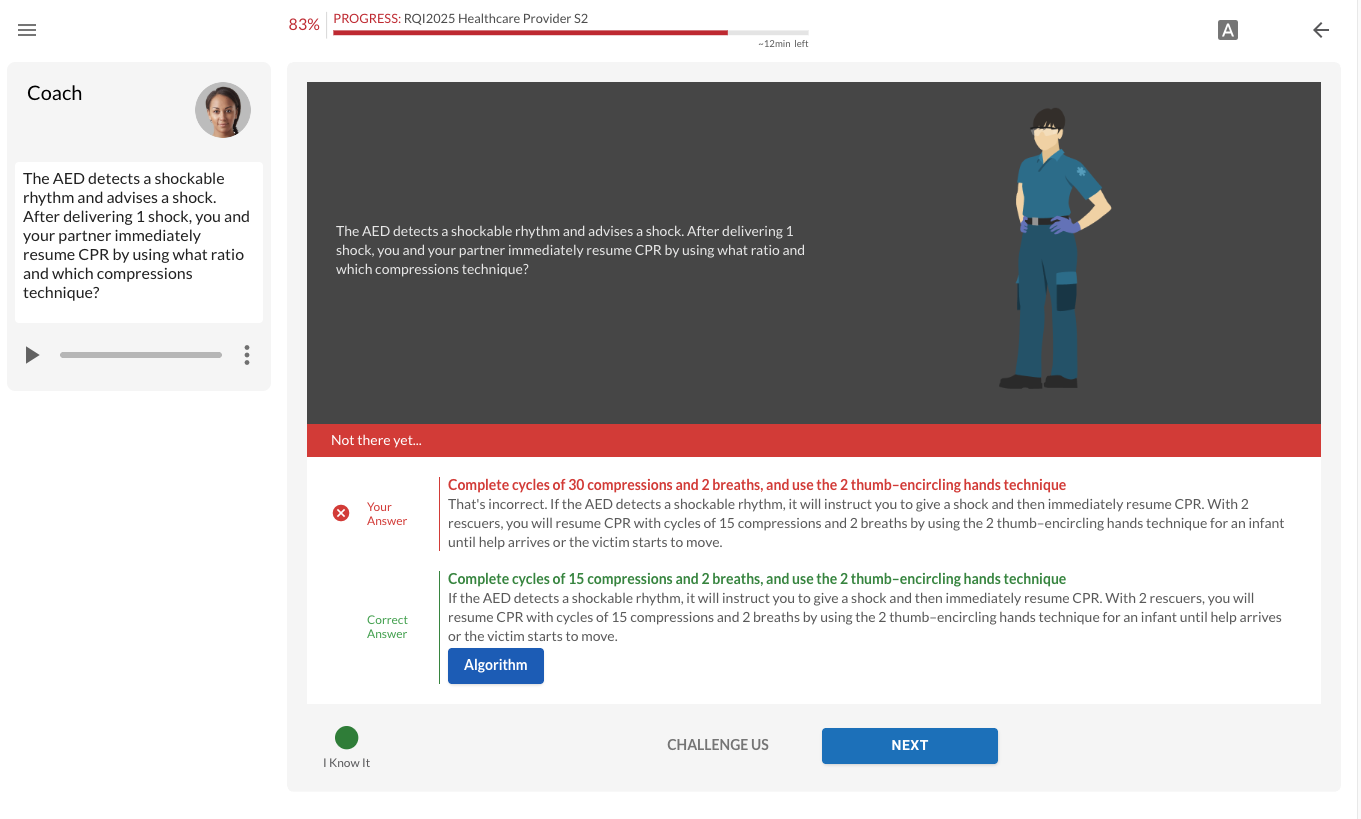 83%
PROGRESS: RQI2025 Healthcare Provider S2
~12min left
A
Coach
The AED detects a shockable
rhythm and advises a shock.
After delivering 1 shock, you and
your partner immediately
resume CPR by using what ratio
and which compressions
technique?
The AED detects a shockable rhythm and advises a shock. After delivering 1
shock, you and your partner immediately resume CPR by using what ratio and
which compressions technique?
Not there yet...
Your
Answer
Complete cycles of 30 compressions and 2 breaths, and use the 2 thumb–encircling hands technique
That's incorrect. If the AED detects a shockable rhythm, it will instruct you to give a shock and then immediately resume CPR. With 2
rescuers, you will resume CPR with cycles of 15 compressions and 2 breaths by using the 2 thumb–encircling hands technique for an infant
until help arrives or the victim starts to move.
Correct
Answer
Complete cycles of 15 compressions and 2 breaths, and use the 2 thumb–encircling hands technique
If the AED detects a shockable rhythm, it will instruct you to give a shock and then immediately resume CPR. With 2 rescuers, you will
resume CPR with cycles of 15 compressions and 2 breaths by using the 2 thumb–encircling hands technique for an infant until help arrives
or the victim starts to move.
Algorithm
I Know It
CHALLENGE US
NEXT